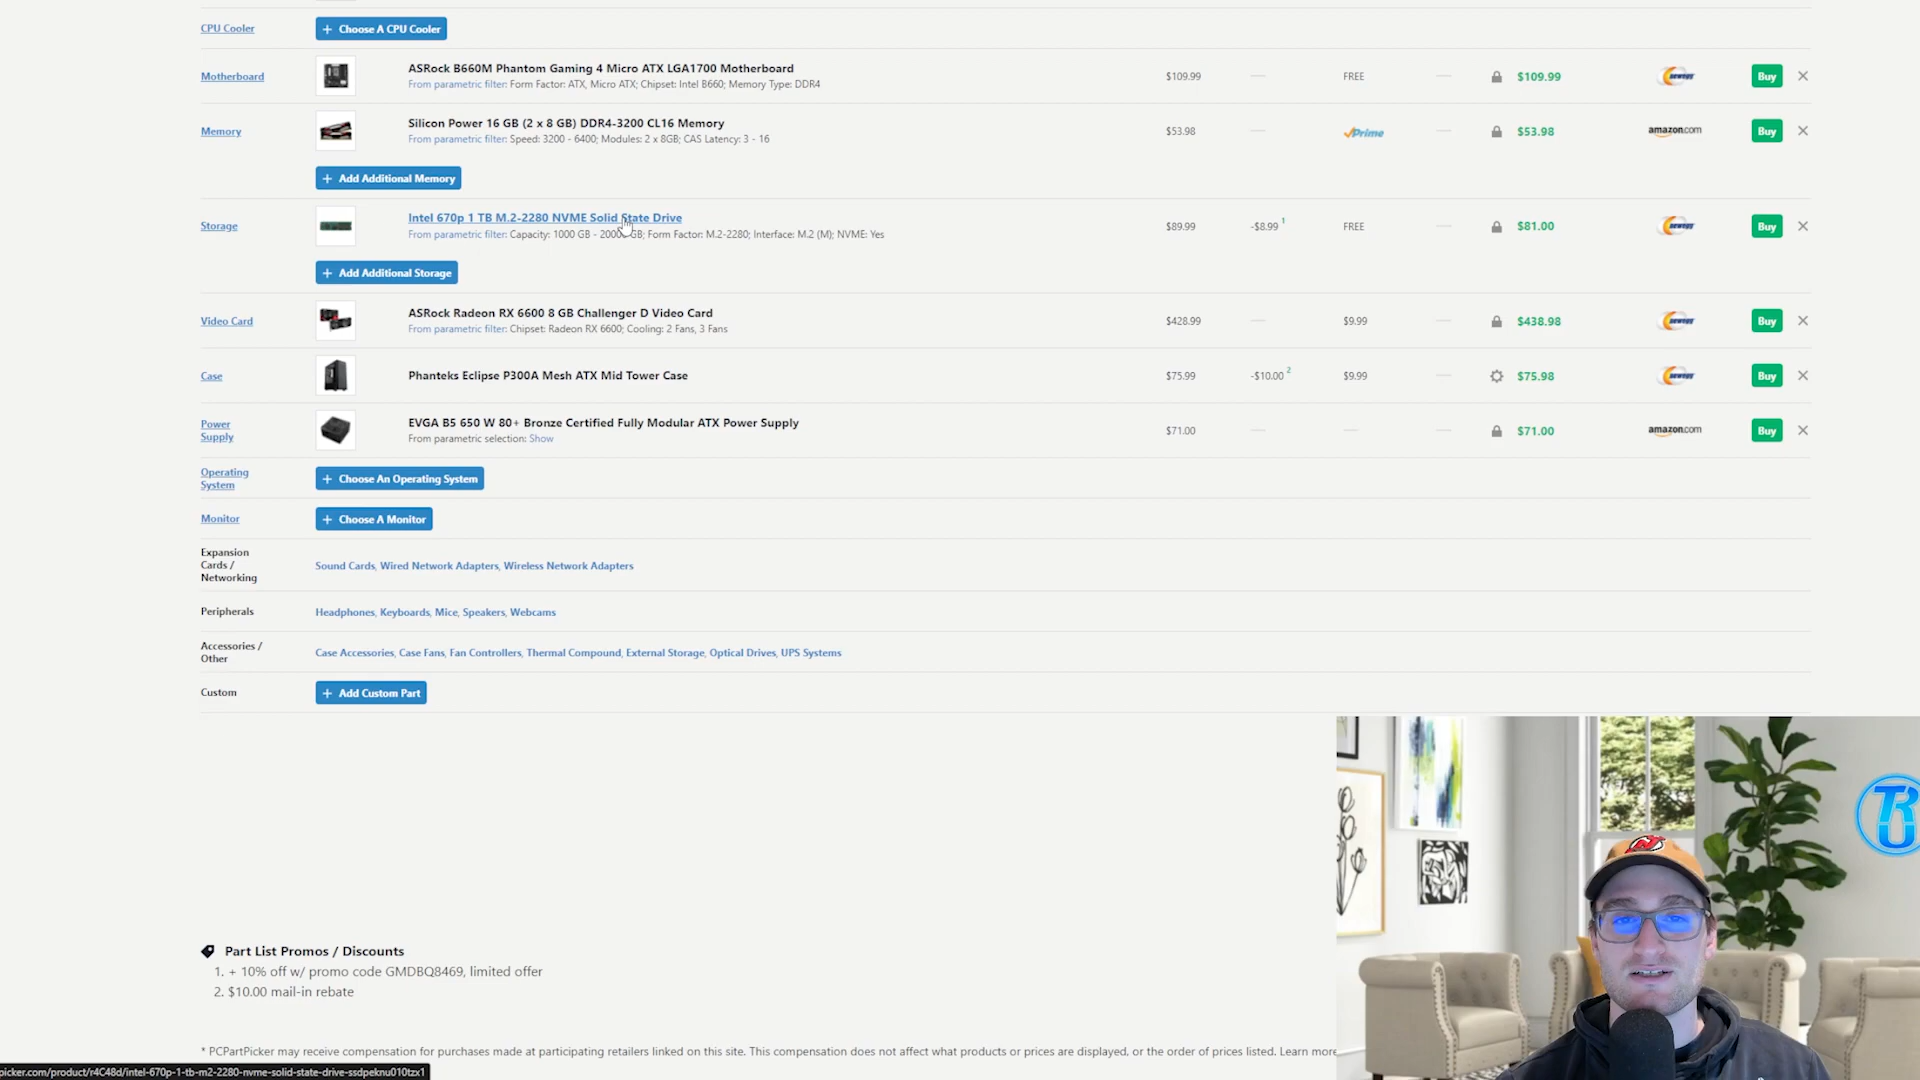 CPU Cooler
+ Choose A CPU Cooler
Motherboard
ASRock B660M Phantom Gaming 4 Micro ATX LGA1700 Motherboard
From parametric filter: Form Factor: ATX, Micro ATX; Chipset: Intel B660; Memory Type: DDR4
$109.99 — FREE — $109.99 newegg Buy
Memory
Silicon Power 16 GB (2 x 8 GB) DDR4-3200 CL16 Memory
From parametric filter: Speed: 3200 - 6400; Modules: 2 x 8GB; CAS Latency: 3 - 16
$53.98 — Prime — $53.98 amazon.com Buy
+ Add Additional Memory
Storage
Intel 670p 1 TB M.2-2280 NVME Solid State Drive
From parametric filter: Capacity: 1000 GB - 20000 GB; Form Factor: M.2-2280; Interface: M.2 (M); NVME: Yes
$89.99 -$8.99 1 FREE — $81.00 newegg Buy
+ Add Additional Storage
Video Card
ASRock Radeon RX 6600 8 GB Challenger D Video Card
From parametric filter: Chipset: Radeon RX 6600; Cooling: 2 Fans, 3 Fans
$428.99 — $9.99 — $438.98 newegg Buy
Case
Phanteks Eclipse P300A Mesh ATX Mid Tower Case
$75.99 -$10.00 2 $9.99 — $75.98 newegg Buy
Power
Supply
EVGA B5 650 W 80+ Bronze Certified Fully Modular ATX Power Supply
From parametric selection: Show
$71.00 — — — $71.00 amazon.com Buy
Operating
System
+ Choose An Operating System
Monitor
+ Choose A Monitor
Expansion
Cards /
Networking
Sound Cards, Wired Network Adapters, Wireless Network Adapters
Peripherals
Headphones, Keyboards, Mice, Speakers, Webcams
Accessories /
Other
Case Accessories, Case Fans, Fan Controllers, Thermal Compound, External Storage, Optical Drives, UPS Systems
Custom
+ Add Custom Part
TRU
Part List Promos / Discounts
1. + 10% off w/ promo code GMDBQ8469, limited offer
2. $10.00 mail-in rebate
* PCPartPicker may receive compensation for purchases made at participating retailers linked on this site. This compensation does not affect what products or prices are displayed, or the order of prices listed. Learn more
picker.com/product/r4C48d/intel-670p-1-tb-m2-2280-nvme-solid-state-drive-ssdpeknu010tzx1